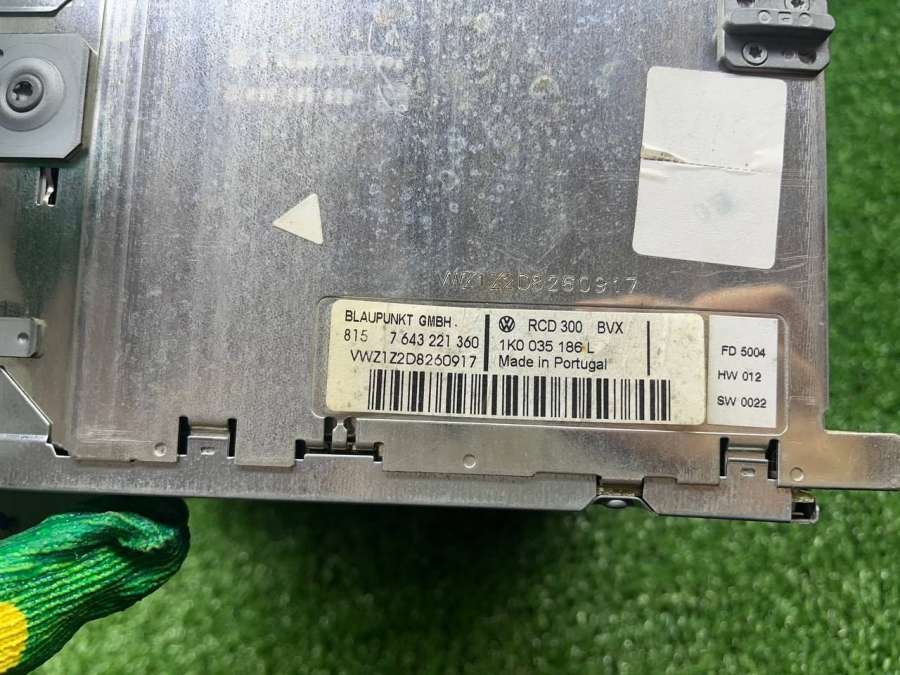 VWZ1Z2D8260917
BLAUPUNKT GMBH.
815 7 643 221 360
VWZ1Z2D8260917
RCD 300 BVX
1K0 035 186 L
Made in Portugal
FD 5004
HW 012
SW 0022